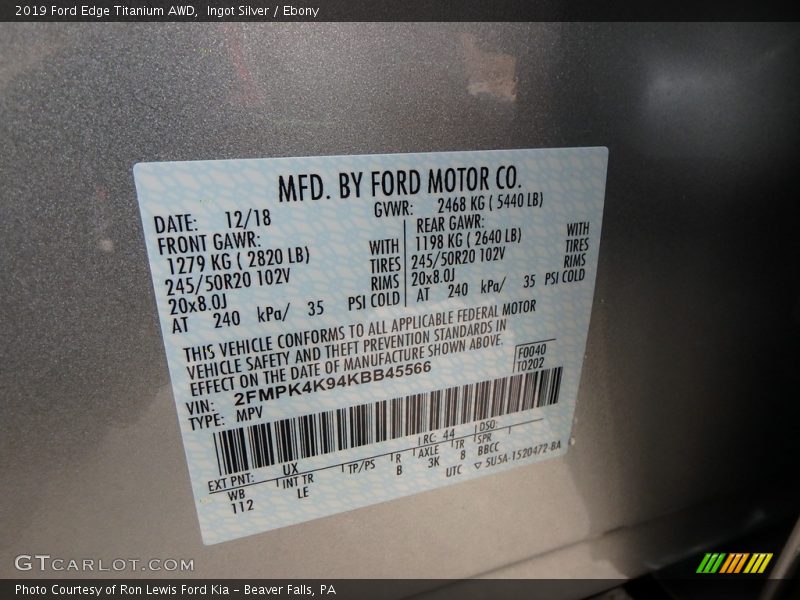 2019 Ford Edge Titanium AWD,  Ingot Silver / Ebony
MFD. BY FORD MOTOR CO.
DATE: 12/18 GVWR: 2468 KG ( 5440 LB)
FRONT GAWR: REAR GAWR:
1279 KG ( 2820 LB) WITH 1198 KG ( 2640 LB) WITH
245/50R20 102V TIRES 245/50R20 102V TIRES
20x8.0J RIMS 20x8.0J RIMS
AT 240 kPa/ 35 PSI COLD AT 240 kPa/ 35 PSI COLD
THIS VEHICLE CONFORMS TO ALL APPLICABLE FEDERAL MOTOR
VEHICLE SAFETY AND THEFT PREVENTION STANDARDS IN
EFFECT ON THE DATE OF MANUFACTURE SHOWN ABOVE.
VIN: 2FMPK4K94KBB45566 F0040
TYPE: MPV T0202
EXT PNT: UX RC: 44 DSO:
WB INT TR TP/PS R AXLE TR SPR
112 LE B 3K 8 BBCC
UTC ▽ 5U5A-1520472-BA
GTCARLOT.COM
Photo Courtesy of Ron Lewis Ford Kia - Beaver Falls, PA